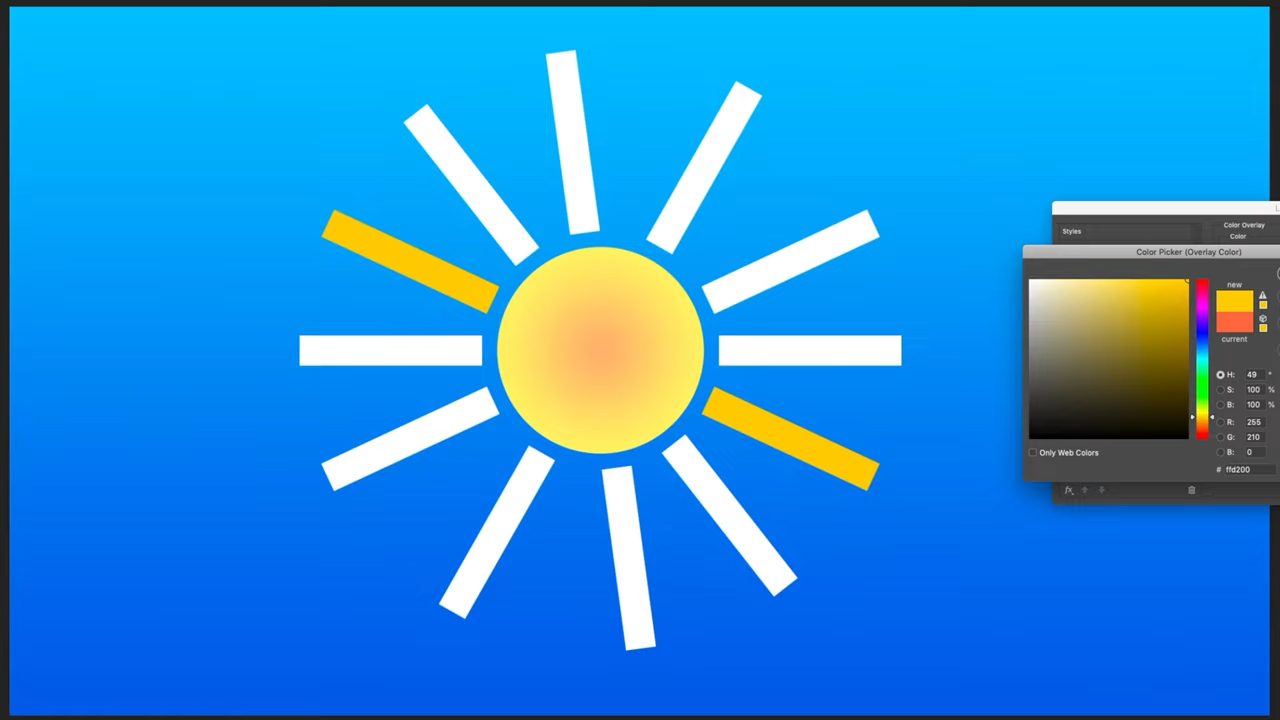 Color Overlay
Styles
Color
Color Picker (Overlay Color)
new
current
H: 49 °
S: 100 %
B: 100 %
R: 255
G: 210
B: 0
Only Web Colors
# ffd200
fx